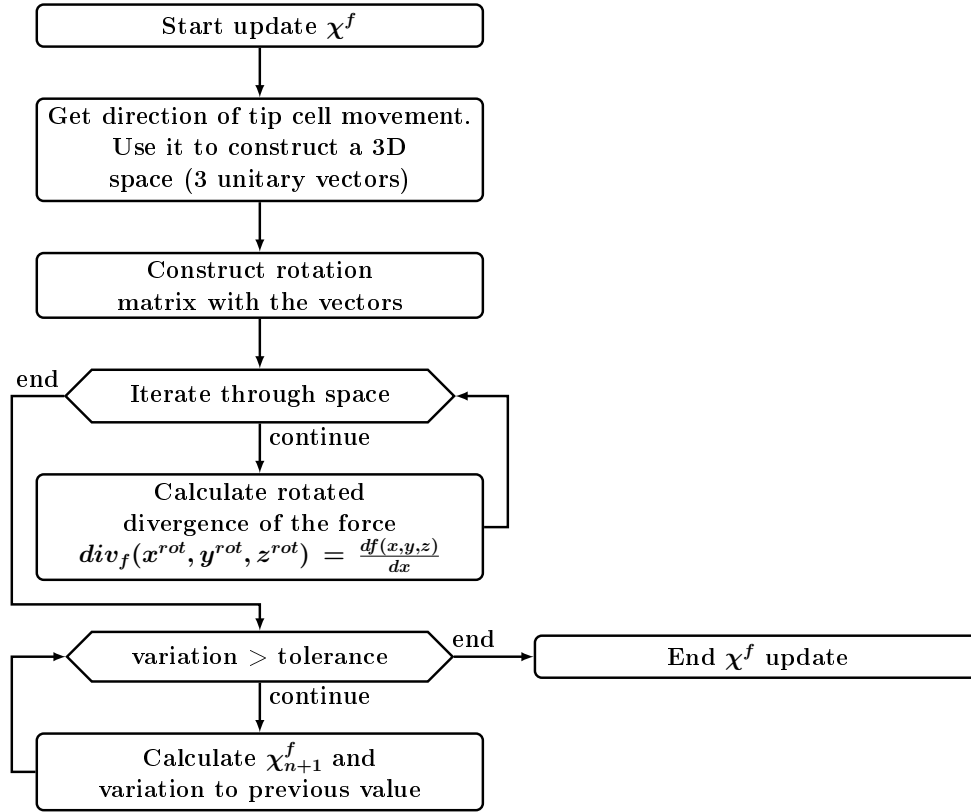 Start update χ^f
Get direction of tip cell movement.
Use it to construct a 3D
space (3 unitary vectors)
Construct rotation
matrix with the vectors
end
Iterate through space
continue
Calculate rotated
divergence of the force
div_f(x^{rot}, y^{rot}, z^{rot}) = \frac{df(x,y,z)}{dx}
variation > tolerance
end
End χ^f update
continue
Calculate χ^f_{n+1} and
variation to previous value